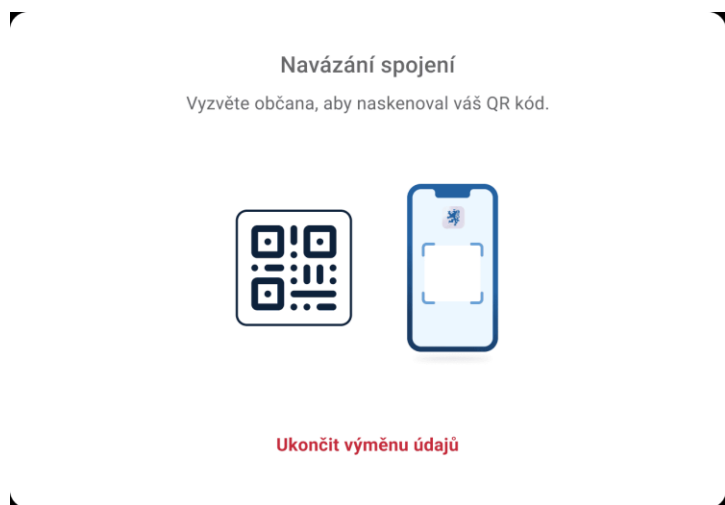 Navázání spojení
Vyzvěte občana, aby naskenoval váš QR kód.
Ukončit výměnu údajů